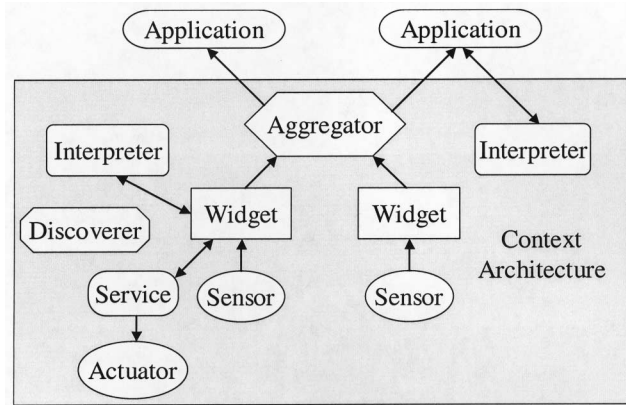 Application
Application
Aggregator
Interpreter
Interpreter
Widget
Widget
Discoverer
Context
Architecture
Service
Sensor
Sensor
Actuator